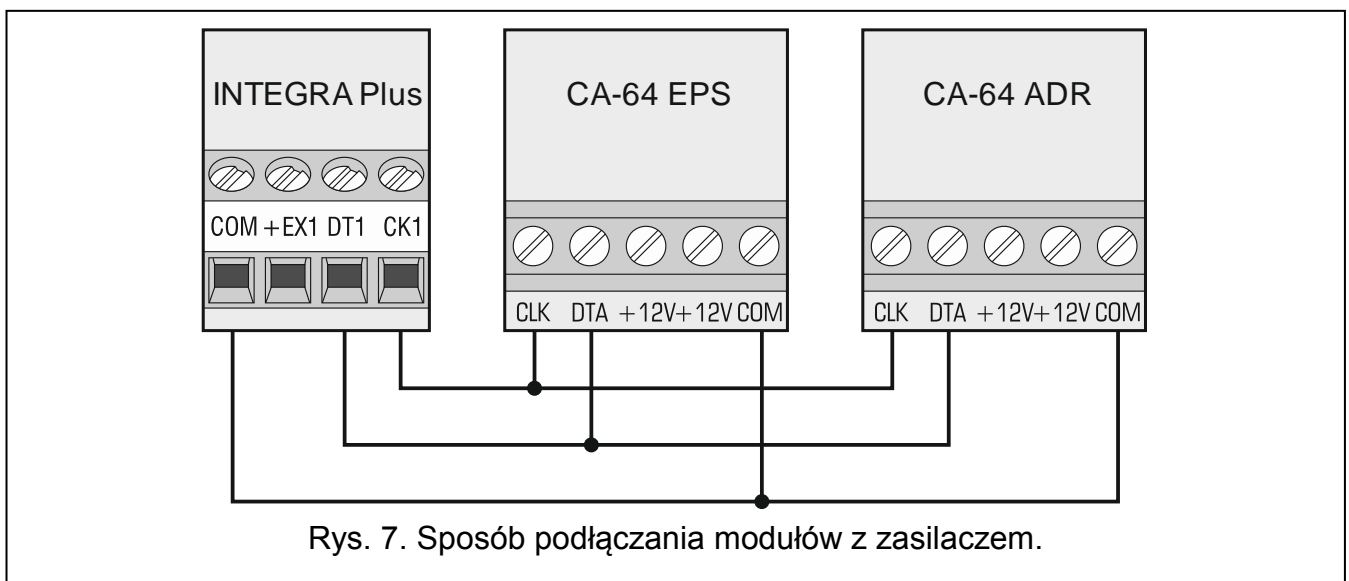 INTEGRA Plus
COM +EX1 DT1 CK1
CA-64 EPS
CLK DTA +12V+12V COM
CA-64 ADR
CLK DTA +12V+12V COM
Rys. 7. Sposób podłączania modułów z zasilaczem.